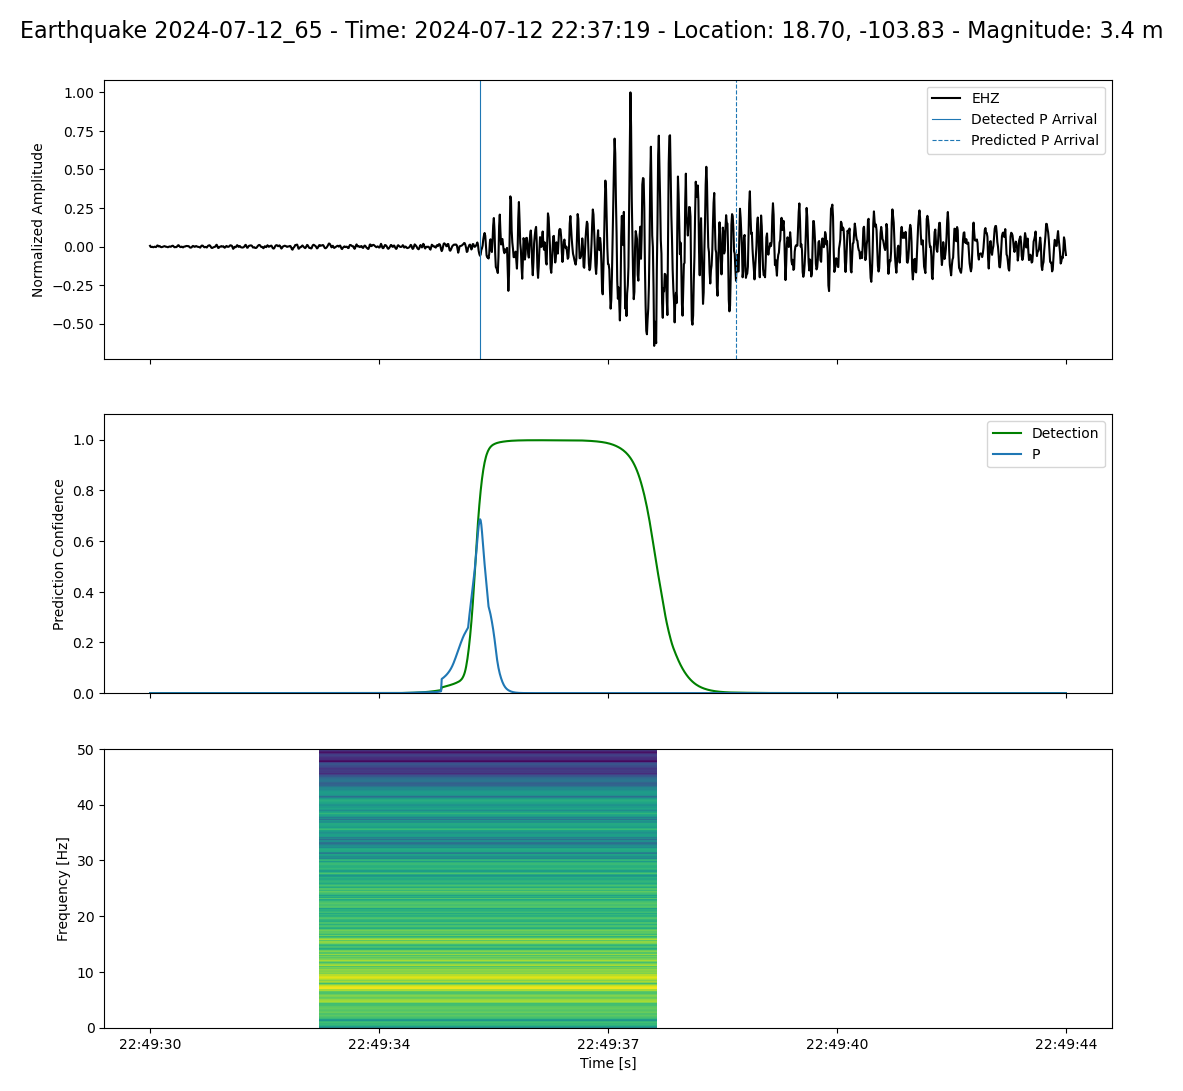 Earthquake 2024-07-12_65 - Time: 2024-07-12 22:37:19 - Location: 18.70, -103.83 - Magnitude: 3.4 m
Normalized Amplitude
1.00
0.75
0.50
0.25
0.00
−0.25
−0.50
EHZ
Detected P Arrival
Predicted P Arrival
Prediction Confidence
1.0
0.8
0.6
0.4
0.2
0.0
Detection
P
Frequency [Hz]
50
40
30
20
10
0
22:49:30
22:49:34
22:49:37
22:49:40
22:49:44
Time [s]